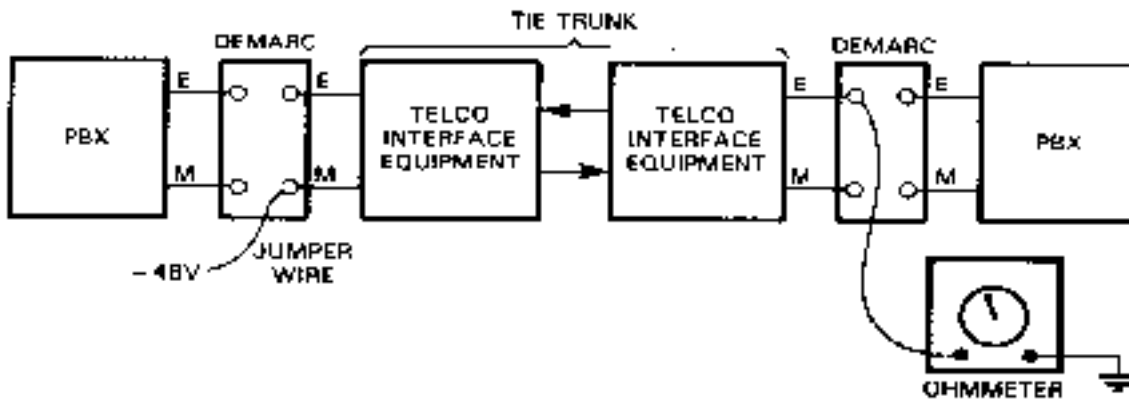 TIE TRUNK
DEMARC
DEMARC
E
E
E
E
PBX
TELCO
INTERFACE
EQUIPMENT
TELCO
INTERFACE
EQUIPMENT
PBX
M
M
M
M
-48V
JUMPER
WIRE
OHMMETER